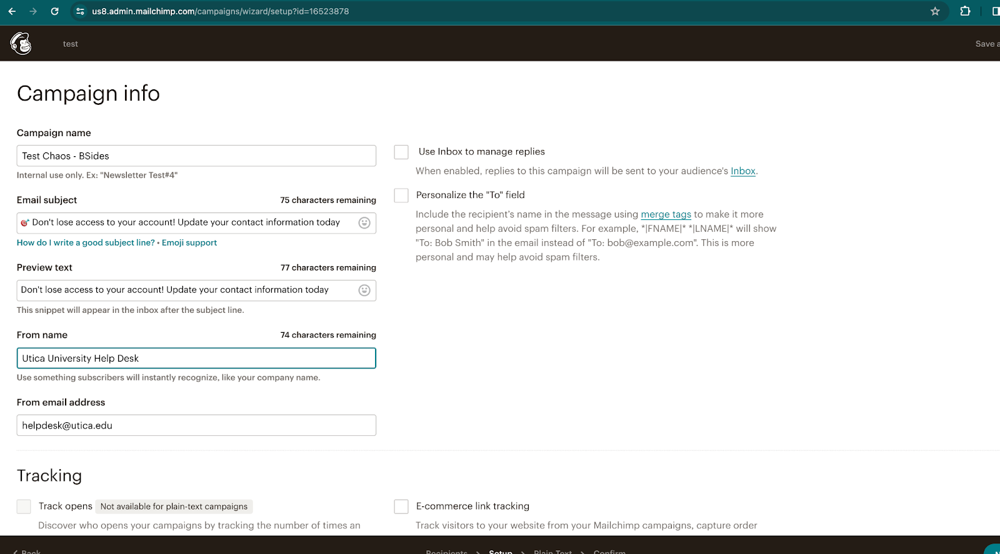 us8.admin.mailchimp.com/campaigns/wizard/setup?id=16523878
test
Save a
Campaign info
Campaign name
Test Chaos - BSides
Internal use only. Ex: "Newsletter Test#4"
Email subject
75 characters remaining
🎯 Don't lose access to your account! Update your contact information today
How do I write a good subject line? • Emoji support
Preview text
77 characters remaining
Don't lose access to your account! Update your contact information today
This snippet will appear in the inbox after the subject line.
From name
74 characters remaining
Utica University Help Desk
Use something subscribers will instantly recognize, like your company name.
From email address
helpdesk@utica.edu
Use Inbox to manage replies
When enabled, replies to this campaign will be sent to your audience's Inbox.
Personalize the "To" field
Include the recipient's name in the message using merge tags to make it more
personal and help avoid spam filters. For example, *|FNAME|* *|LNAME|* will show
"To: Bob Smith" in the email instead of "To: bob@example.com". This is more
personal and may help avoid spam filters.
Tracking
Track opens Not available for plain-text campaigns
Discover who opens your campaigns by tracking the number of times an
E-commerce link tracking
Track visitors to your website from your Mailchimp campaigns, capture order
Back
Recipients > Setup > Plain Text > Confirm